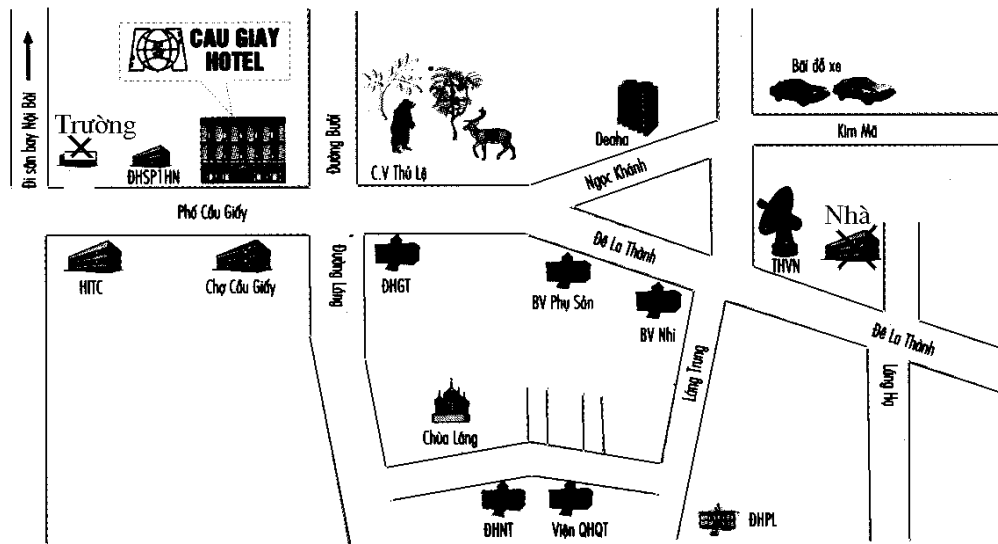 CAU GIAY
HOTEL
Đi sân bay Nội Bài
Trường
ĐHSP1HN
Đường Bưởi
C.V Thủ Lệ
Deaha
Bãi đỗ xe
Kim Mã
Ngọc Khánh
Phố Cầu Giấy
Đê La Thành
THVN
Nhà
HITC
Chợ Cầu Giấy
Đường Láng
ĐHGT
BV Phụ Sản
BV Nhi
Láng Trung
Đê La Thành
Láng Hạ
Chùa Láng
ĐHNT
Viện QHQT
ĐHPL